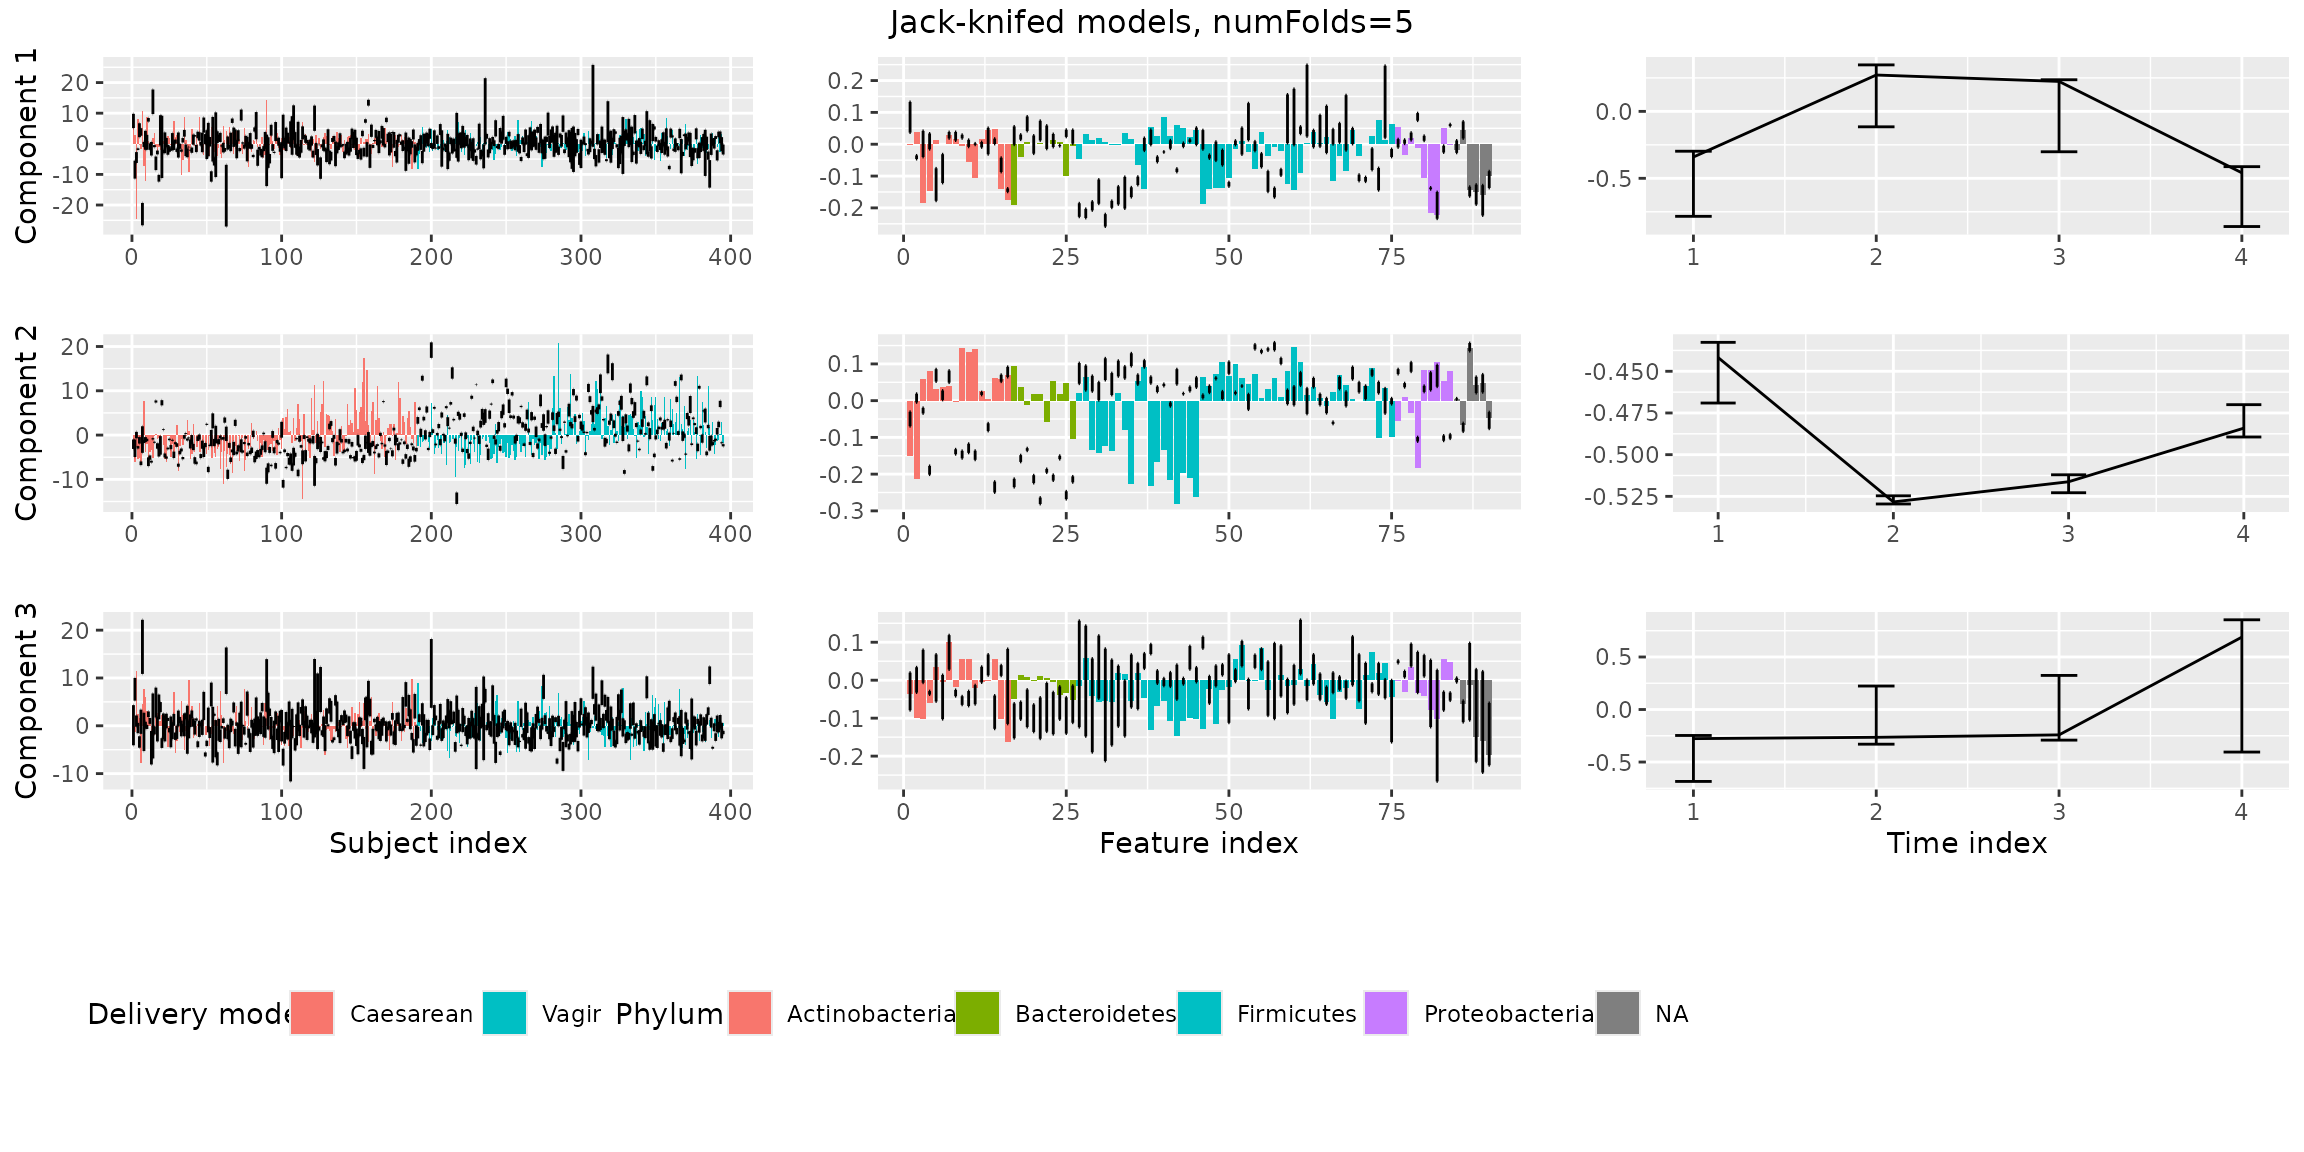 Jack-knifed models, numFolds=5
Component 1
20
10
0
-10
-20
0 100 200 300 400
0.2
0.1
0.0
-0.1
-0.2
0 25 50 75
0.0
-0.5
1 2 3 4
Component 2
20
10
0
-10
0 100 200 300 400
0.1
0.0
-0.1
-0.2
-0.3
0 25 50 75
-0.450
-0.475
-0.500
-0.525
1 2 3 4
Component 3
20
10
0
-10
0 100 200 300 400
Subject index
0.1
0.0
-0.1
-0.2
0 25 50 75
Feature index
0.5
0.0
-0.5
1 2 3 4
Time index
Delivery mode Caesarean Vagir Phylum Actinobacteria Bacteroidetes Firmicutes Proteobacteria NA